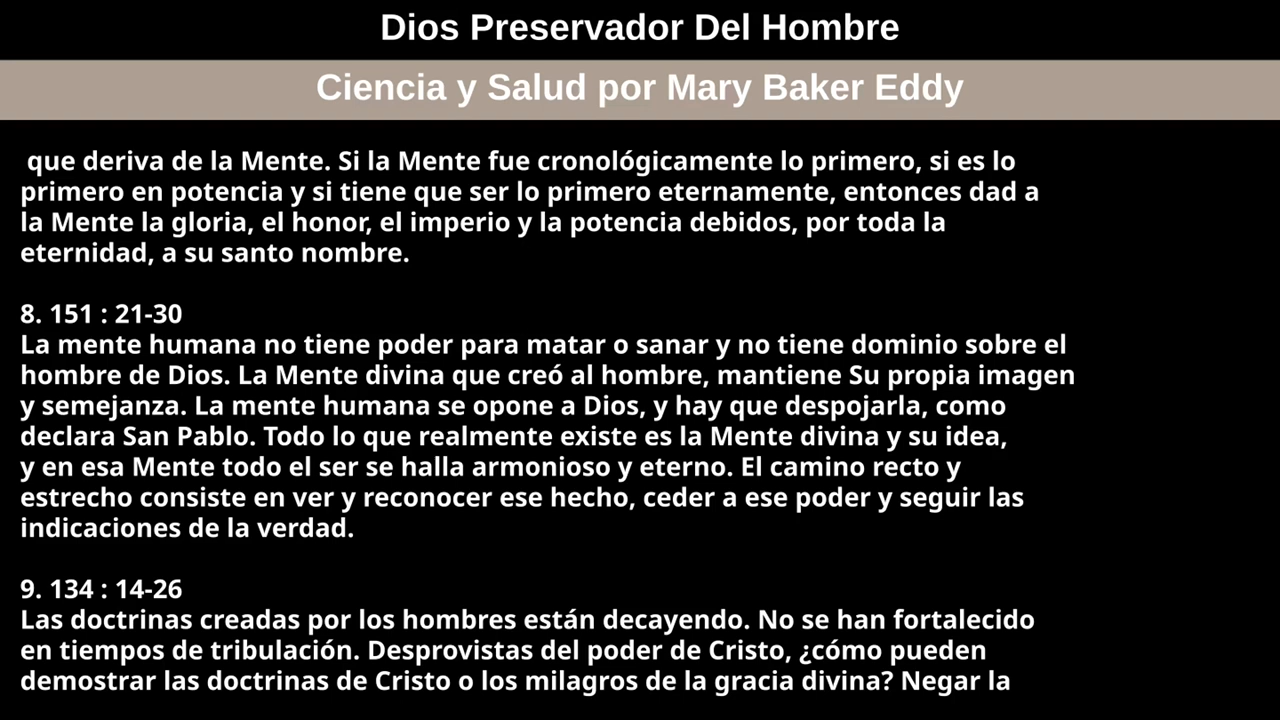 Dios Preservador Del Hombre
Ciencia y Salud por Mary Baker Eddy
que deriva de la Mente. Si la Mente fue cronológicamente lo primero, si es lo
primero en potencia y si tiene que ser lo primero eternamente, entonces dad a
la Mente la gloria, el honor, el imperio y la potencia debidos, por toda la
eternidad, a su santo nombre.
8. 151 : 21-30
La mente humana no tiene poder para matar o sanar y no tiene dominio sobre el
hombre de Dios. La Mente divina que creó al hombre, mantiene Su propia imagen
y semejanza. La mente humana se opone a Dios, y hay que despojarla, como
declara San Pablo. Todo lo que realmente existe es la Mente divina y su idea,
y en esa Mente todo el ser se halla armonioso y eterno. El camino recto y
estrecho consiste en ver y reconocer ese hecho, ceder a ese poder y seguir las
indicaciones de la verdad.
9. 134 : 14-26
Las doctrinas creadas por los hombres están decayendo. No se han fortalecido
en tiempos de tribulación. Desprovistas del poder de Cristo, ¿cómo pueden
demostrar las doctrinas de Cristo o los milagros de la gracia divina? Negar la